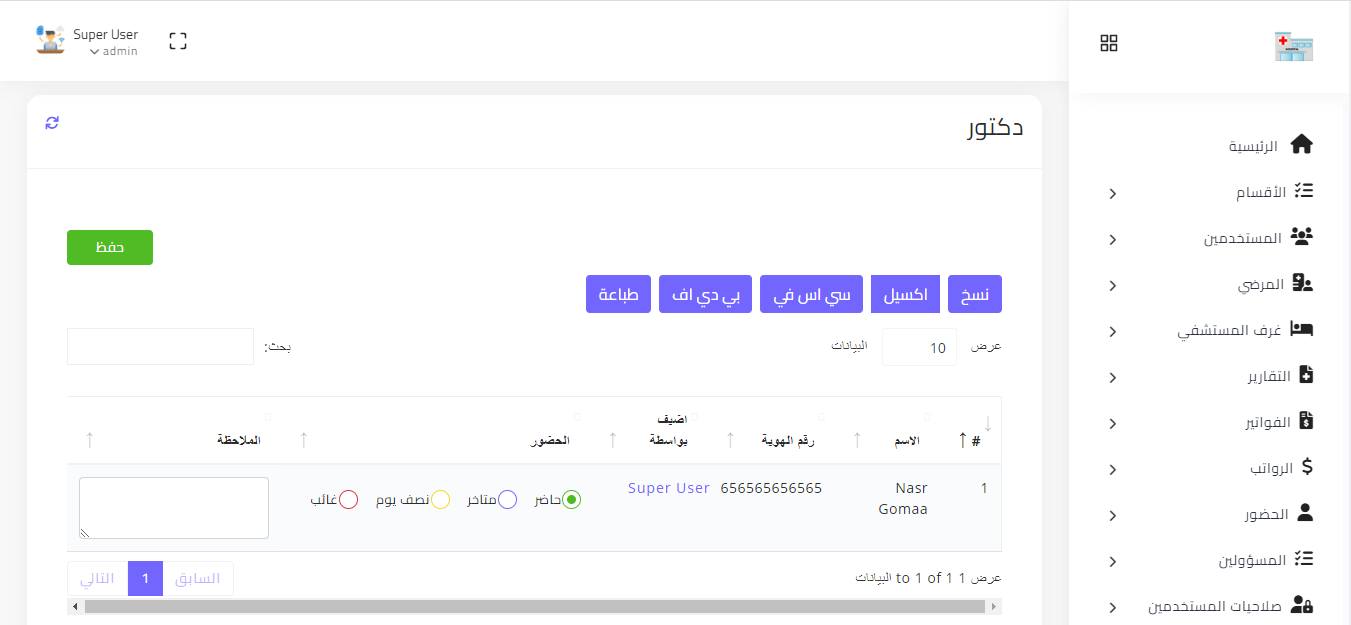 Super User
admin
الرئيسية
الأقسام
المستخدمين
المرضي
غرف المستشفي
التقارير
الفواتير
الرواتب
الحضور
المسؤولين
صلاحيات المستخدمين
دكتور
حفظ
نسخ اكسيل سي اس في بي دي اف طباعة
عرض 10 البيانات بحث:
# الاسم رقم الهوية اضيف بواسطة الحضور الملاحظة
1 Nasr Gomaa 656565656565 Super User حاضر متاخر نصف يوم غائب
عرض 1 to 1 of 1 البيانات
السابق 1 التالي